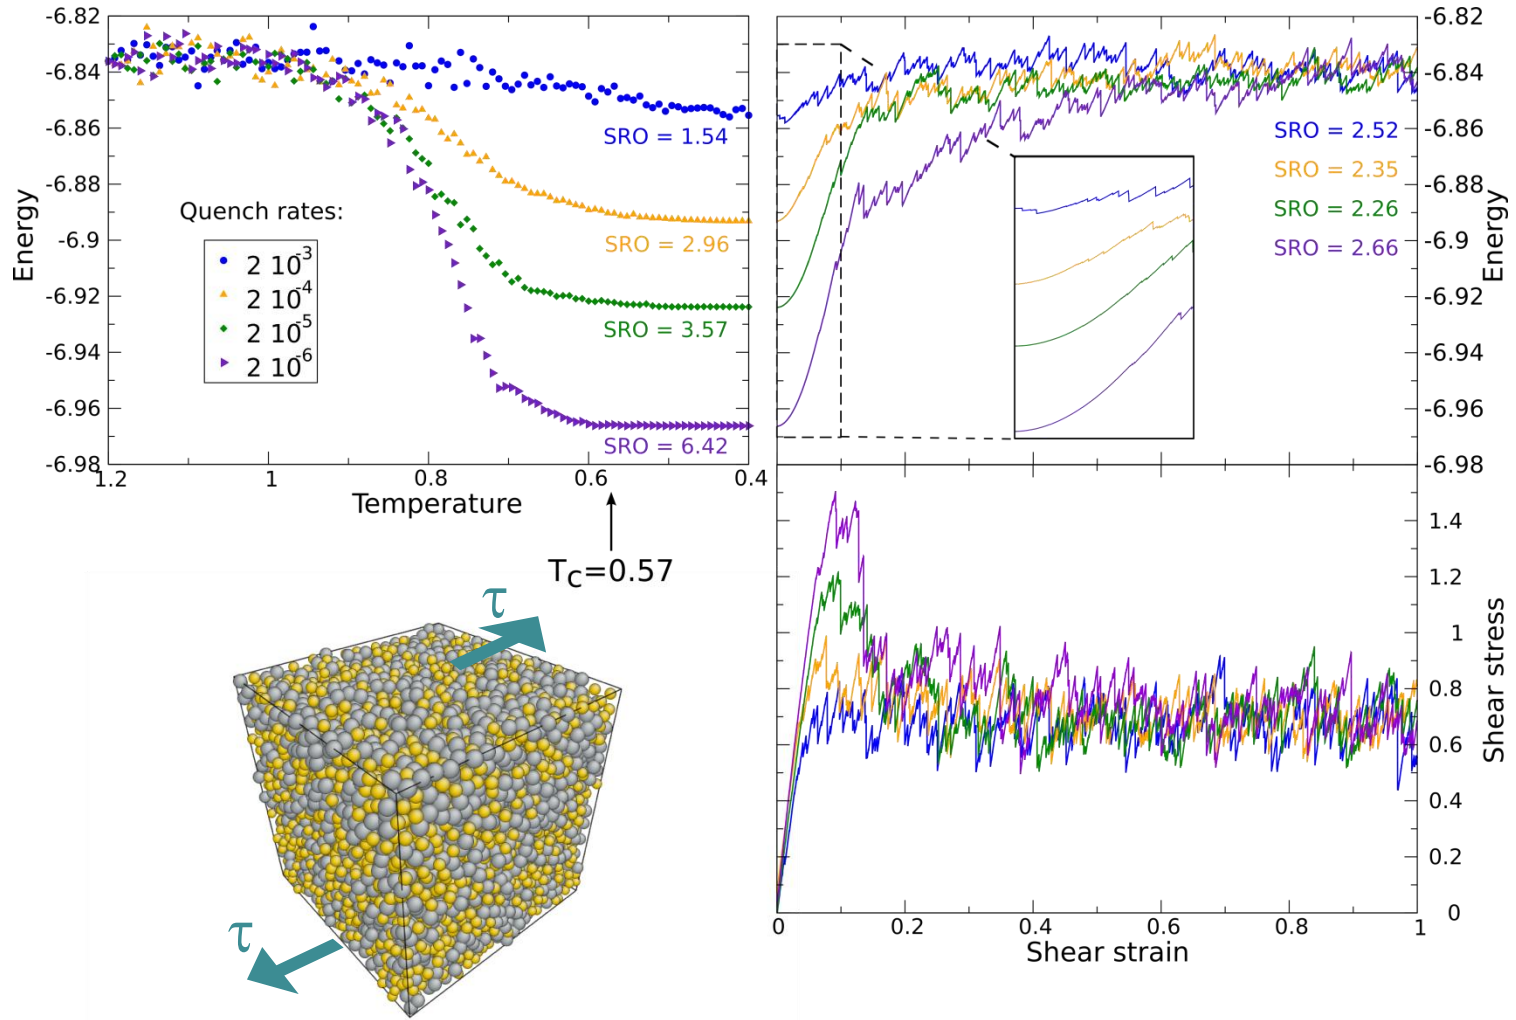 -6.82
-6.84
-6.86
-6.88
-6.9
-6.92
-6.94
-6.96
-6.98
Energy
SRO = 1.54
SRO = 2.96
SRO = 3.57
SRO = 6.42
Quench rates:
2 10-3
2 10-4
2 10-5
2 10-6
1.2 1 0.8 0.6 0.4
Temperature
TC=0.57
-6.82
-6.84
-6.86
-6.88
-6.9
-6.92
-6.94
-6.96
-6.98
Energy
SRO = 2.52
SRO = 2.35
SRO = 2.26
SRO = 2.66
1.4
1.2
1
0.8
0.6
0.4
0.2
0
Shear stress
0 0.2 0.4 0.6 0.8 1
Shear strain
τ
τ